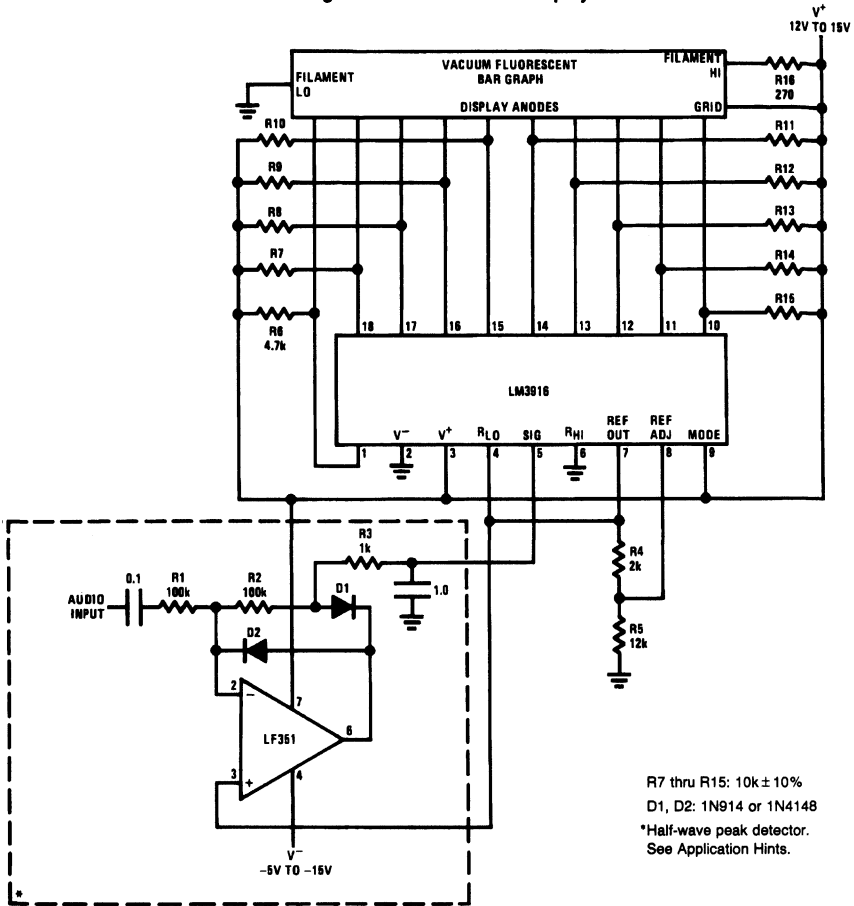 V+
12V TO 15V
FILAMENT
LO
VACUUM FLUORESCENT
BAR GRAPH
DISPLAY ANODES
FILAMENT
HI
GRID
R16
270
R10
R11
R9
R12
R8
R13
R7
R14
R6
4.7k
R15
18
17
16
15
14
13
12
11
10
LM3916
V−
V+
RLO
SIG
RHI
REF
OUT
REF
ADJ
MODE
1
2
3
4
5
6
7
8
9
R3
1k
R4
2k
0.1
R1
100k
R2
100k
D1
1.0
AUDIO
INPUT
D2
R5
12k
2
−
7
LF351
6
3
+
4
V−
−5V TO −15V
R7 thru R15: 10k ± 10%
D1, D2: 1N914 or 1N4148
*Half-wave peak detector.
See Application Hints.
*